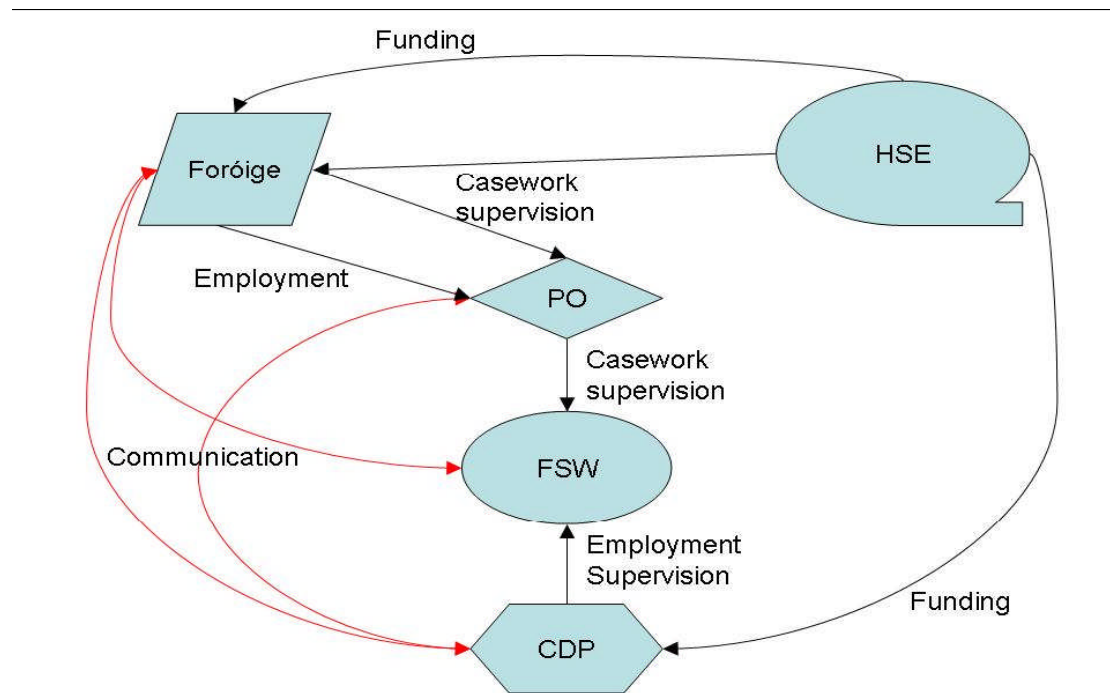 Funding
Foróige
HSE
Casework
supervision
Employment
PO
Casework
supervision
Communication
FSW
Employment
Supervision
Funding
CDP